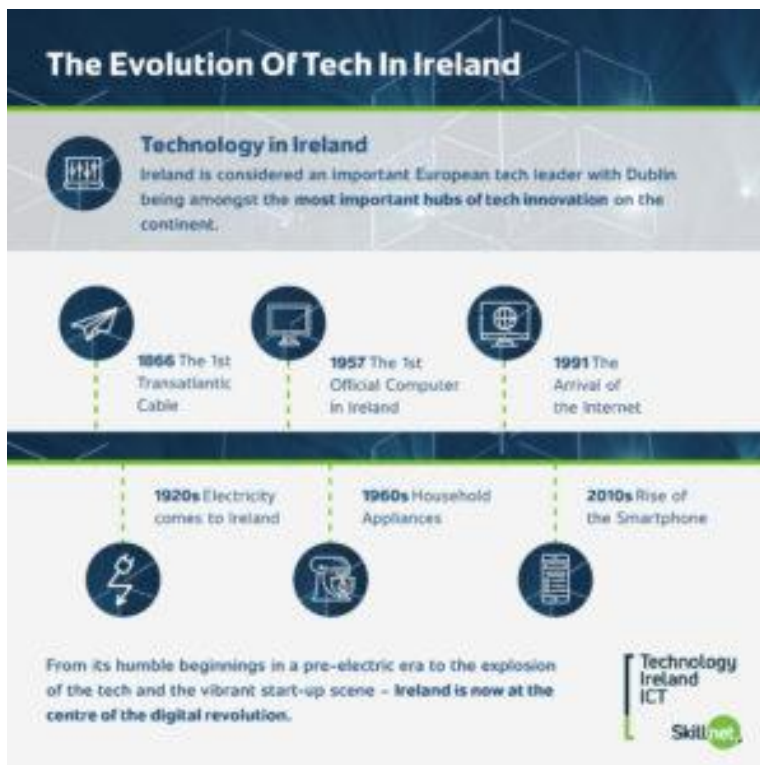 The Evolution Of Tech In Ireland
Technology in Ireland
Ireland is considered an important European tech leader with Dublin
being amongst the most important hubs of tech innovation on the
continent.
1866 The 1st
Transatlantic
Cable
1957 The 1st
Official Computer
in Ireland
1991 The
Arrival of
the Internet
1920s Electricity
comes to Ireland
1960s Household
Appliances
2010s Rise of
the Smartphone
From its humble beginnings in a pre-electric era to the explosion
of the tech and the vibrant start-up scene – Ireland is now at the
centre of the digital revolution.
Technology
Ireland
ICT
Skillnet